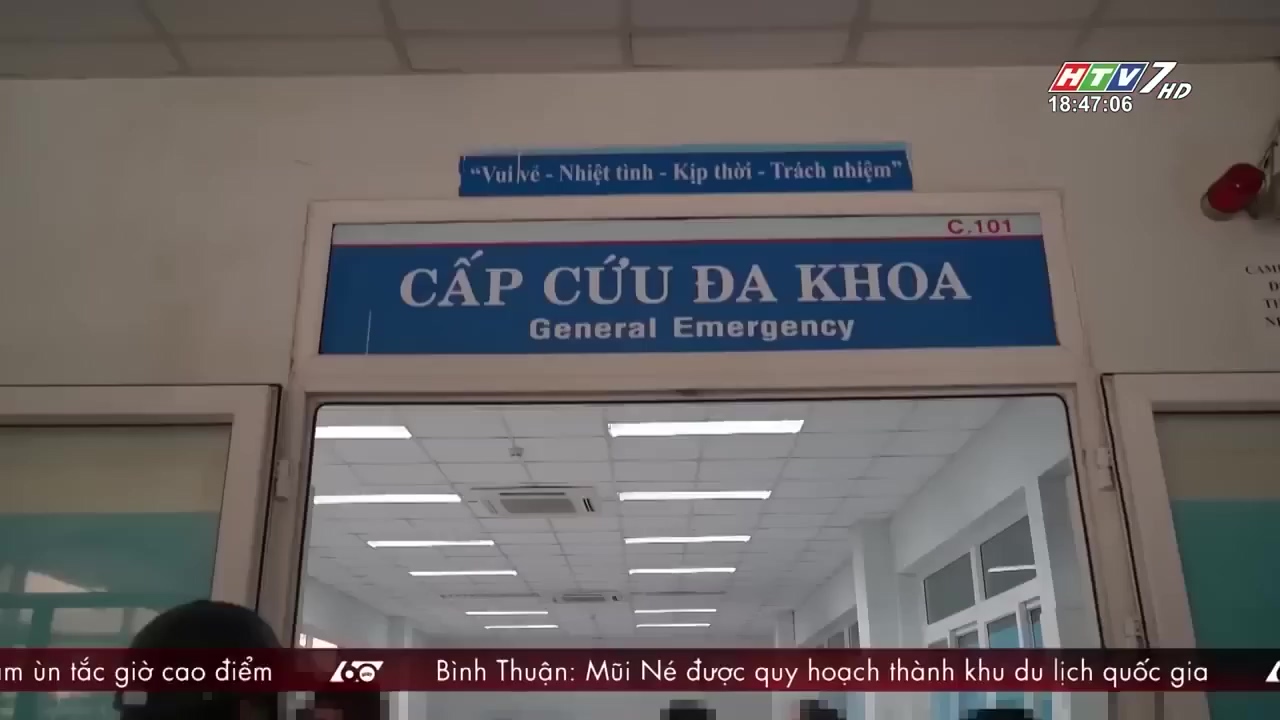 HTV7 HD
18:47:06
“Vui vẻ - Nhiệt tình - Kịp thời - Trách nhiệm”
C.101
CẤP CỨU ĐA KHOA
General Emergency
ùn tắc giờ cao điểm 60 Bình Thuận: Mũi Né được quy hoạch thành khu du lịch quốc gia